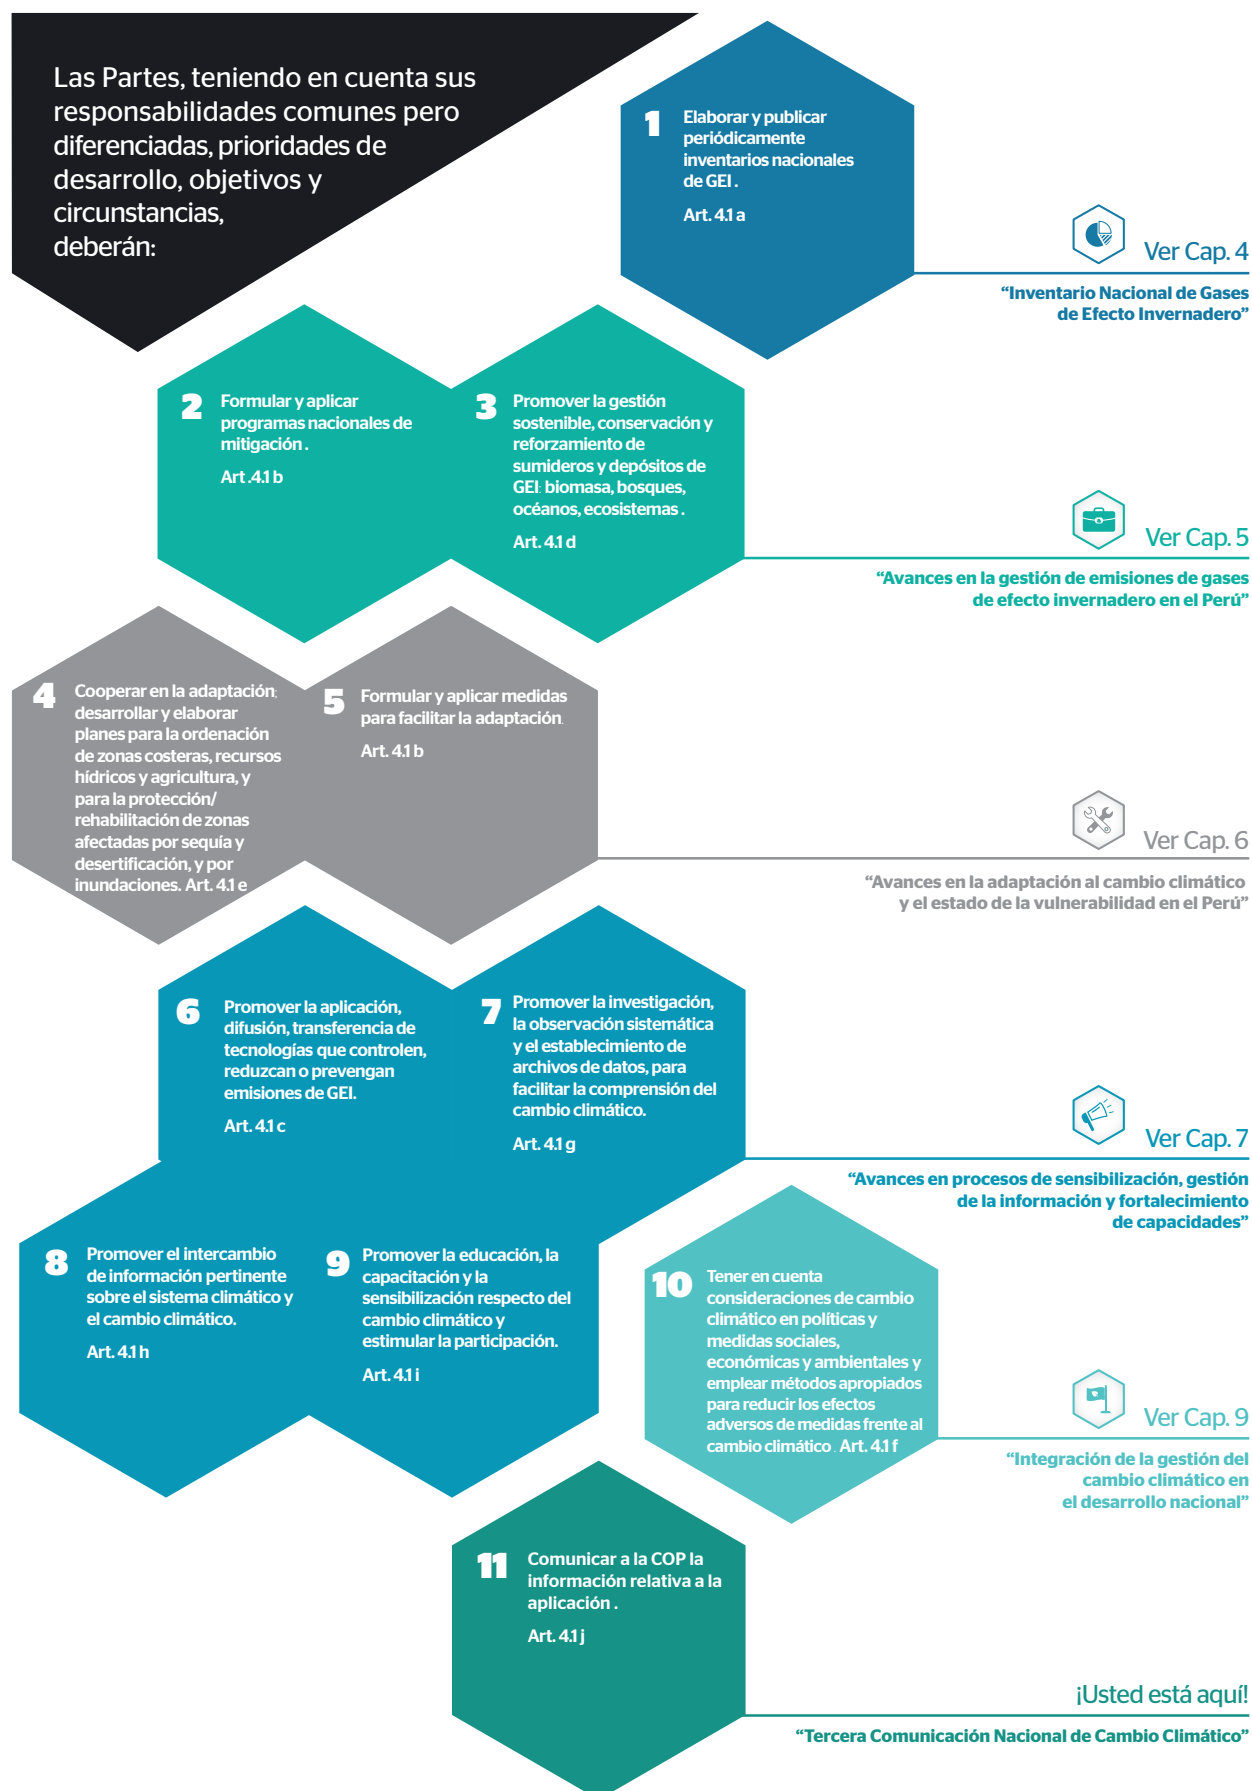 Las Partes, teniendo en cuenta sus
responsabilidades comunes pero
diferenciadas, prioridades de
desarrollo, objetivos y
circunstancias,
deberán:
1
Elaborar y publicar
periódicamente
inventarios nacionales
de GEI .
Art. 4.1 a
Ver Cap. 4
“Inventario Nacional de Gases
de Efecto Invernadero”
2
Formular y aplicar
programas nacionales de
mitigación .
Art .4.1 b
3
Promover la gestión
sostenible, conservación y
reforzamiento de
sumideros y depósitos de
GEI: biomasa, bosques,
océanos, ecosistemas .
Art. 4.1 d
Ver Cap. 5
“Avances en la gestión de emisiones de gases
de efecto invernadero en el Perú”
4
Cooperar en la adaptación;
desarrollar y elaborar
planes para la ordenación
de zonas costeras, recursos
hídricos y agricultura, y
para la protección/
rehabilitación de zonas
afectadas por sequía y
desertificación, y por
inundaciones. Art. 4.1 e
5
Formular y aplicar medidas
para facilitar la adaptación.
Art. 4.1 b
Ver Cap. 6
“Avances en la adaptación al cambio climático
y el estado de la vulnerabilidad en el Perú”
6
Promover la aplicación,
difusión, transferencia de
tecnologías que controlen,
reduzcan o prevengan
emisiones de GEI.
Art. 4.1 c
7
Promover la investigación,
la observación sistemática
y el establecimiento de
archivos de datos, para
facilitar la comprensión del
cambio climático.
Art. 4.1 g
Ver Cap. 7
“Avances en procesos de sensibilización, gestión
de la información y fortalecimiento
de capacidades”
8
Promover el intercambio
de información pertinente
sobre el sistema climático y
el cambio climático.
Art. 4.1 h
9
Promover la educación, la
capacitación y la
sensibilización respecto del
cambio climático y
estimular la participación.
Art. 4.1 i
10
Tener en cuenta
consideraciones de cambio
climático en políticas y
medidas sociales,
económicas y ambientales y
emplear métodos apropiados
para reducir los efectos
adversos de medidas frente al
cambio climático . Art. 4.1 f
Ver Cap. 9
“Integración de la gestión del
cambio climático en
el desarrollo nacional”
11
Comunicar a la COP la
información relativa a la
aplicación .
Art. 4.1 j
¡Usted está aquí!
“Tercera Comunicación Nacional de Cambio Climático”